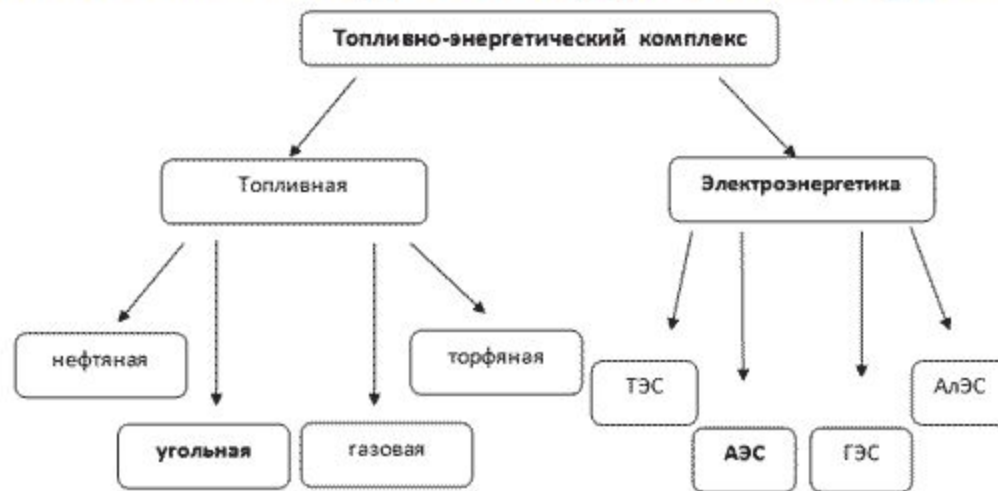 Топливно-энергетический комплекс
Топливная
Электроэнергетика
нефтяная
угольная
газовая
торфяная
ТЭС
АЭС
ГЭС
АлЭС